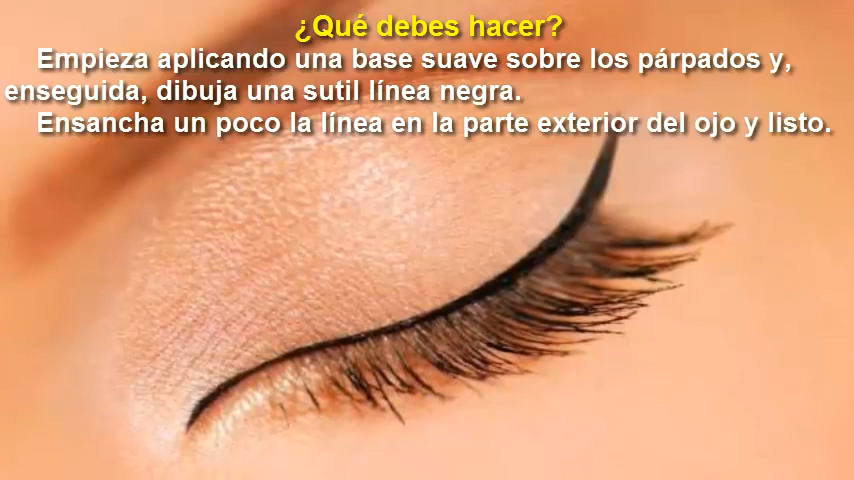 ¿Qué debes hacer?
Empieza aplicando una base suave sobre los párpados y,
enseguida, dibuja una sutil línea negra.
Ensancha un poco la línea en la parte exterior del ojo y listo.